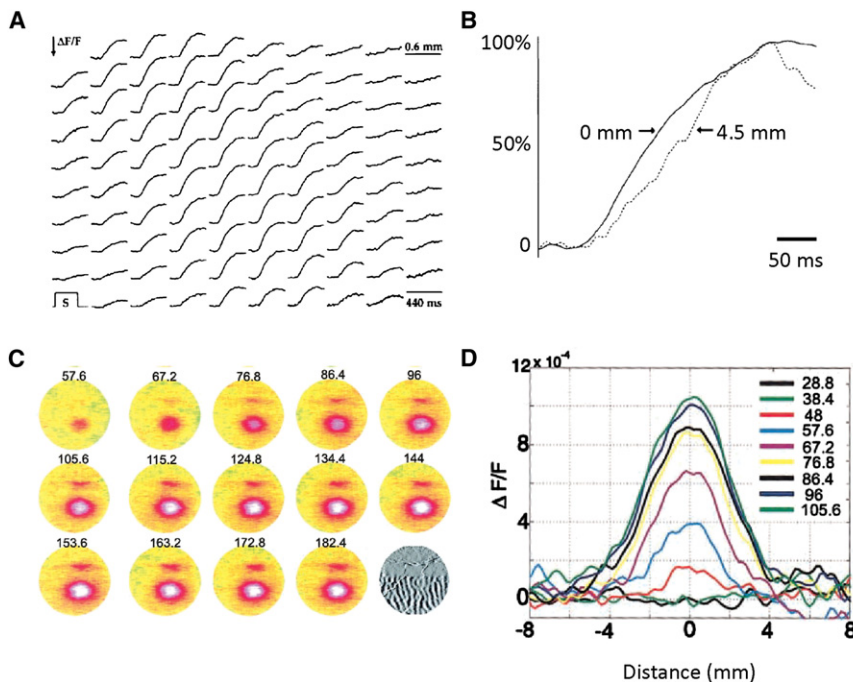 A
ΔF/F
0.6 mm
S
440 ms
B
100%
50%
0
0 mm
4.5 mm
50 ms
C
57.6 67.2 76.8 86.4 96
105.6 115.2 124.8 134.4 144
153.6 163.2 172.8 182.4
D
12 × 10⁻⁴
8
4
0
Δ F/F
28.8
38.4
48
57.6
67.2
76.8
86.4
96
105.6
-8 -4 0 4 8
Distance (mm)